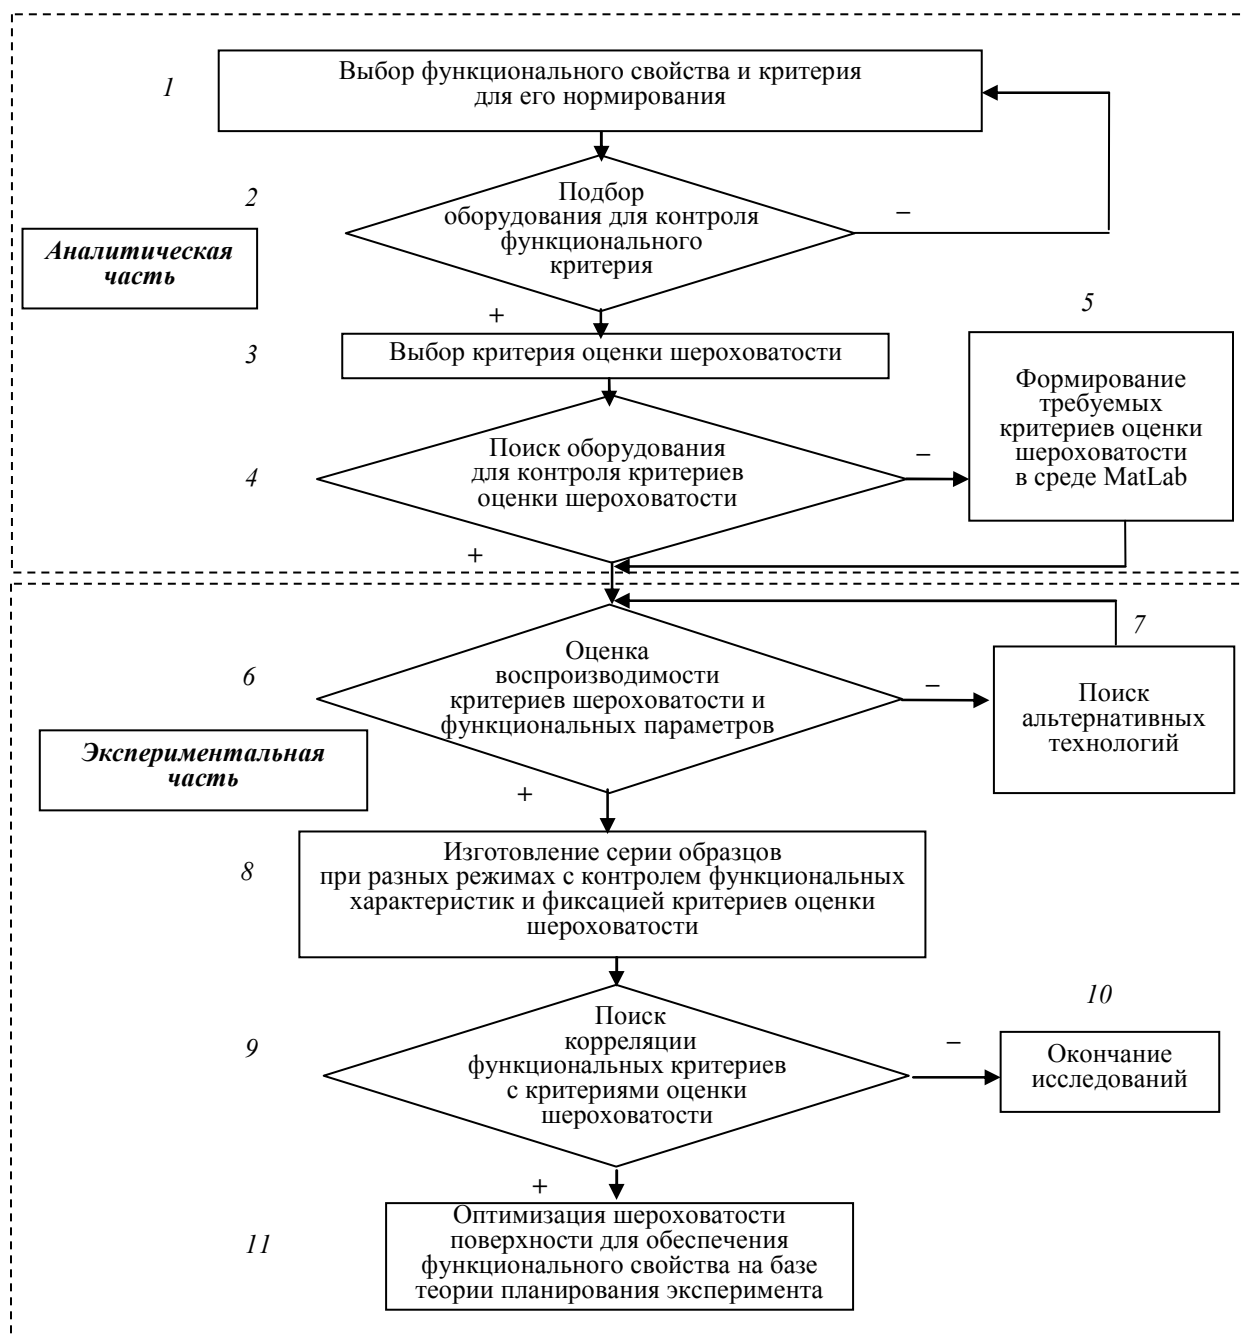 1
Выбор функционального свойства и критерия
для его нормирования
2
Подбор
оборудования для контроля
функционального
критерия
–
+
Аналитическая
часть
3
Выбор критерия оценки шероховатости
4
Поиск оборудования
для контроля критериев
оценки шероховатости
–
+
5
Формирование
требуемых
критериев оценки
шероховатости
в среде MatLab
6
Оценка
воспроизводимости
критериев шероховатости и
функциональных параметров
–
+
7
Поиск
альтернативных
технологий
Экспериментальная
часть
8
Изготовление серии образцов
при разных режимах с контролем функциональных
характеристик и фиксацией критериев оценки
шероховатости
9
Поиск
корреляции
функциональных критериев
с критериями оценки
шероховатости
–
+
10
Окончание
исследований
11
Оптимизация шероховатости
поверхности для обеспечения
функционального свойства на базе
теории планирования эксперимента